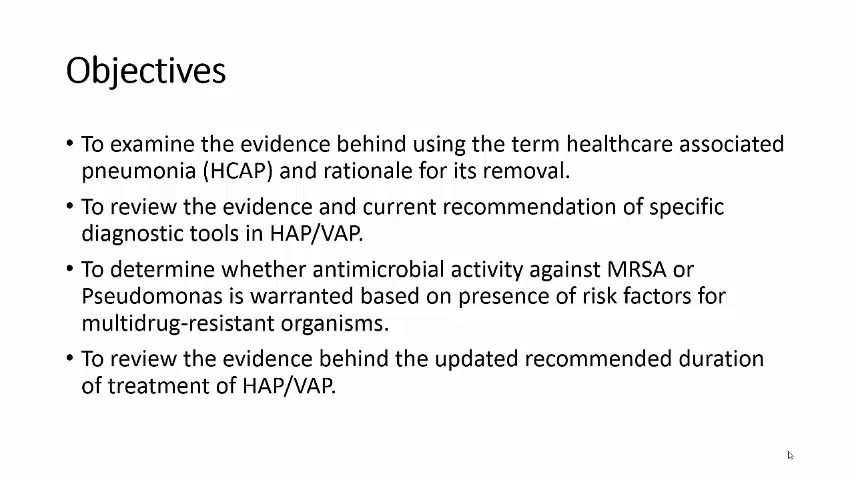 Objectives
• To examine the evidence behind using the term healthcare associated
pneumonia (HCAP) and rationale for its removal.
• To review the evidence and current recommendation of specific
diagnostic tools in HAP/VAP.
• To determine whether antimicrobial activity against MRSA or
Pseudomonas is warranted based on presence of risk factors for
multidrug-resistant organisms.
• To review the evidence behind the updated recommended duration
of treatment of HAP/VAP.